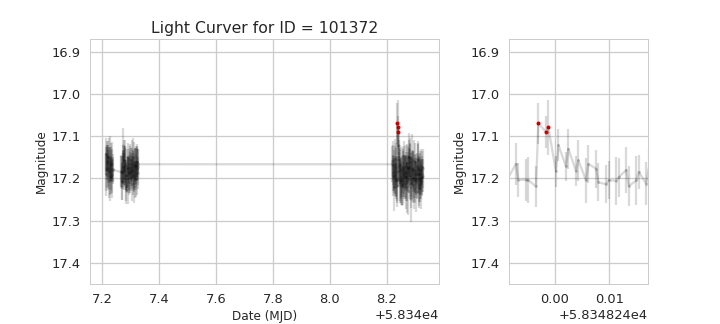 Light Curver for ID = 101372
16.9
17.0
17.1
17.2
17.3
17.4
Magnitude
7.2 7.4 7.6 7.8 8.0 8.2
Date (MJD)
+5.834e4
16.9
17.0
17.1
17.2
17.3
17.4
Magnitude
0.00 0.01
+5.834824e4